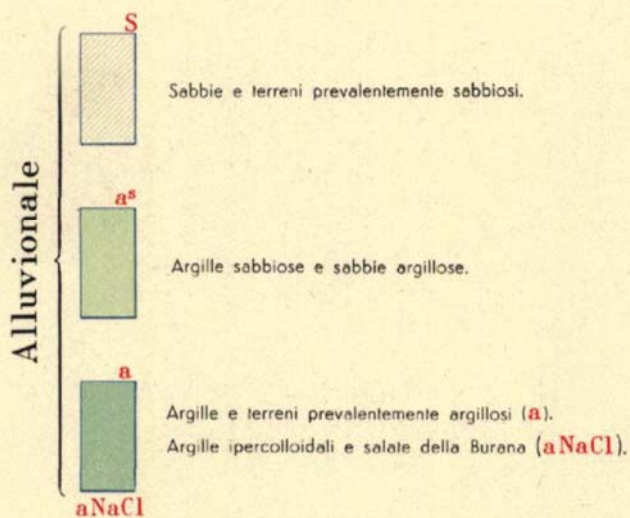 Alluvionale
S
Sabbie e terreni prevalentemente sabbiosi.
aˢ
Argille sabbiose e sabbie argillose.
a
Argille e terreni prevalentemente argillosi (a).
Argille ipercolloidali e salate della Burana (aNaCl).
aNaCl